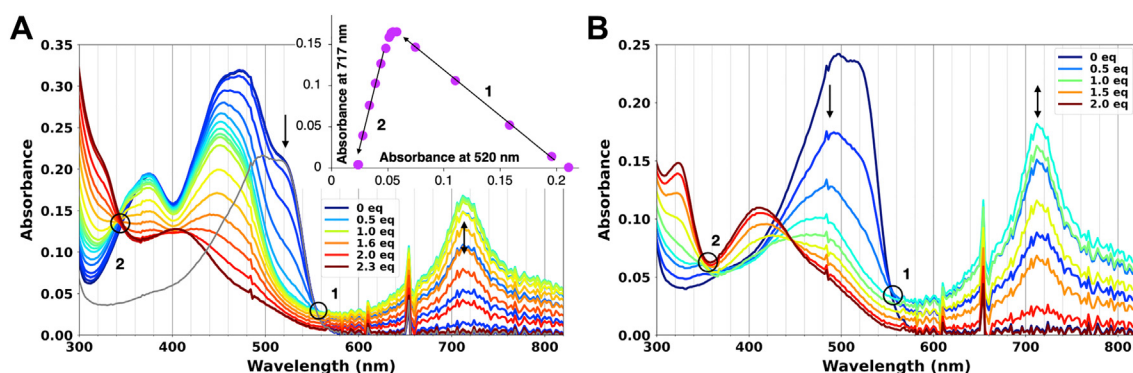 A
0.35
0.30
0.25
0.20
0.15
0.10
0.05
0.00
Absorbance
300
400
500
600
700
800
Wavelength (nm)
1
2
0 eq
0.5 eq
1.0 eq
1.6 eq
2.0 eq
2.3 eq
Absorbance at 717 nm
0.15
0.1
0.05
0
1
2
Absorbance at 520 nm
0
0.05
0.1
0.15
0.2
B
0.25
0.20
0.15
0.10
0.05
0.00
Absorbance
300
400
500
600
700
800
Wavelength (nm)
1
2
0 eq
0.5 eq
1.0 eq
1.5 eq
2.0 eq